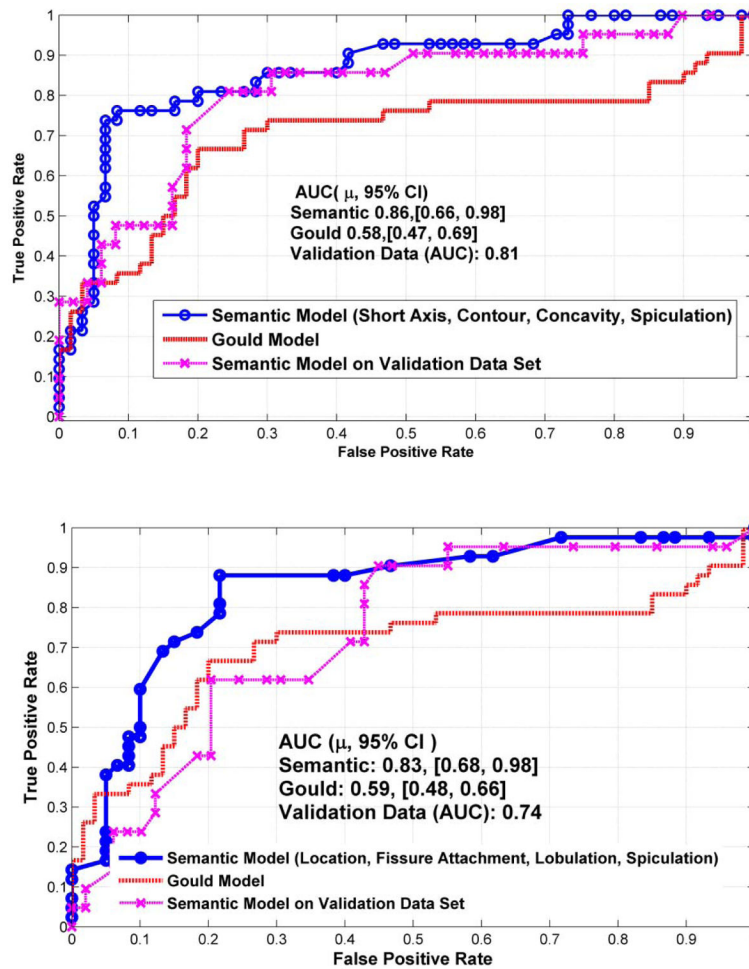 1
0.9
0.8
0.7
0.6
0.5
0.4
0.3
0.2
0.1
0
True Positive Rate
AUC( μ, 95% CI)
Semantic 0.86,[0.66, 0.98]
Gould 0.58,[0.47, 0.69]
Validation Data (AUC): 0.81
Semantic Model (Short Axis, Contour, Concavity, Spiculation)
Gould Model
Semantic Model on Validation Data Set
0 0.1 0.2 0.3 0.4 0.5 0.6 0.7 0.8 0.9
False Positive Rate
1
0.9
0.8
0.7
0.6
0.5
0.4
0.3
0.2
0.1
0
True Positive Rate
AUC (μ, 95% CI )
Semantic: 0.83, [0.68, 0.98]
Gould: 0.59, [0.48, 0.66]
Validation Data (AUC): 0.74
Semantic Model (Location, Fissure Attachment, Lobulation, Spiculation)
Gould Model
Semantic Model on Validation Data Set
0 0.1 0.2 0.3 0.4 0.5 0.6 0.7 0.8 0.9
False Positive Rate